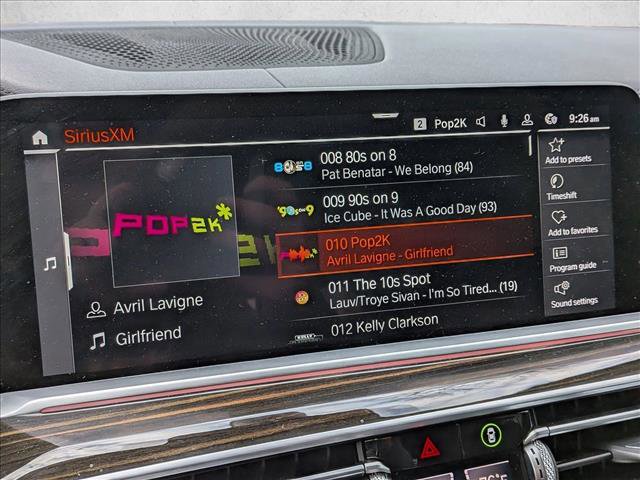 SiriusXM
2 Pop2K 9:26 am
POP2K*
008 80s on 8
Pat Benatar - We Belong (84)
009 90s on 9
Ice Cube - It Was A Good Day (93)
010 Pop2K
Avril Lavigne - Girlfriend
011 The 10s Spot
Lauv/Troye Sivan - I'm So Tired... (19)
012 Kelly Clarkson
Avril Lavigne
Girlfriend
Add to presets
Timeshift
Add to favorites
Program guide
Sound settings